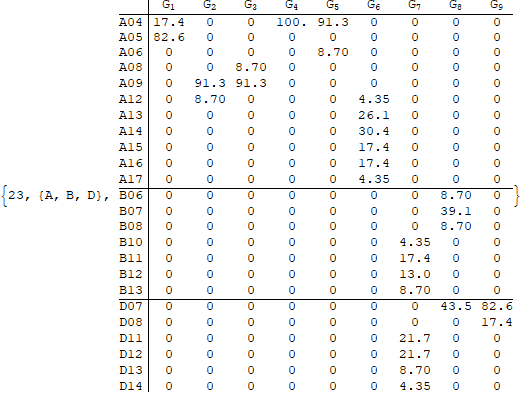 G₁ G₂ G₃ G₄ G₅ G₆ G₇ G₈ G₉
A04 17.4 0 0 100. 91.3 0 0 0 0
A05 82.6 0 0 0 0 0 0 0 0
A06 0 0 0 0 8.70 0 0 0 0
A08 0 0 8.70 0 0 0 0 0 0
A09 0 91.3 91.3 0 0 0 0 0 0
A12 0 8.70 0 0 0 4.35 0 0 0
A13 0 0 0 0 0 26.1 0 0 0
A14 0 0 0 0 0 30.4 0 0 0
A15 0 0 0 0 0 17.4 0 0 0
A16 0 0 0 0 0 17.4 0 0 0
A17 0 0 0 0 0 4.35 0 0 0
{23, {A, B, D}, B06 0 0 0 0 0 0 0 8.70 0 }
B07 0 0 0 0 0 0 0 39.1 0
B08 0 0 0 0 0 0 0 8.70 0
B10 0 0 0 0 0 0 4.35 0 0
B11 0 0 0 0 0 0 17.4 0 0
B12 0 0 0 0 0 0 13.0 0 0
B13 0 0 0 0 0 0 8.70 0 0
D07 0 0 0 0 0 0 0 43.5 82.6
D08 0 0 0 0 0 0 0 0 17.4
D11 0 0 0 0 0 0 21.7 0 0
D12 0 0 0 0 0 0 21.7 0 0
D13 0 0 0 0 0 0 8.70 0 0
D14 0 0 0 0 0 0 4.35 0 0